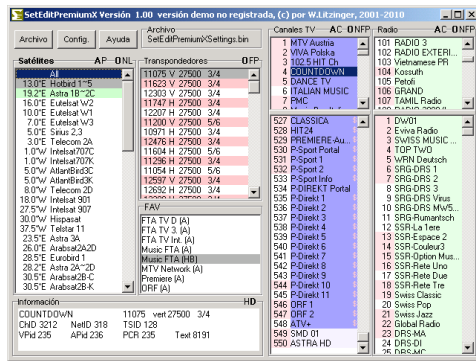 SetEditPremiumX Versión 1.00 versión demo no registrada, (c) por W.Litzinger, 2001-2010
Archivo
Config.
Ayuda
Archivo
SetEditPremiumXSettings.bin
Satélites AP ONL
All
13.0°E Hotbird 1~5
19.2°E Astra 1B~2C
16.0°E Eutelsat W2
10.0°E Eutelsat W1
7.0°E Eutelsat W3
5.0°E Sirius 2,3
3.0°E Telecom 2A
1.0°W Intelsat707C
1.0°W Intelsat707K
5.0°W AtlantBird3C
5.0°W AtlantBird3K
8.0°W Telecom 2D
18.0°W Intelsat 901
27.5°W Intelsat 907
30.0°W Hispasat
37.5°W Telstar 11
23.5°E Astra 3A
26.0°E Arabsat2A2D
28.5°E Eurobird 1
28.2°E Astra 2A~2D
30.5°E Arabsat2B-C
30.5°E Arabsat2B-K
Transpondedores OFP
11075 V 27500 3/4
11623 V 27500 3/4
12303 V 27500 3/4
11747 H 27500 3/4
12207 H 27500 3/4
11200 V 27500 5/6
10971 H 27500 3/4
12476 H 27500 3/4
11604 H 27500 5/6
11296 H 27500 3/4
11054 H 27500 5/6
12597 V 27500 3/4
12692 H 27500 3/4
FAV
FTA TV D (A)
FTA TV 3. (A)
FTA TV Int. (A)
Music FTA (A)
Music FTA (HB)
MTV Network (A)
Premiere (A)
ORF (A)
Información HD
COUNTDOWN 11075 vert 27500 3/4
ChID 3212 NetID 318 TSID 128
VPid 235 APid 236 PCR 235 Text 8191
Canales TV AC ONFP
1 MTV Austria
2 VIVA Polska
3 102.5 HIT Ch
4 COUNTDOWN
5 DANCE TV
6 ITALIAN MUSIC
7 PMC
527 CLASSICA
528 HIT24
529 PREMIERE-Au...
530 P-Sport Portal
531 P-Sport 1
532 P-Sport 2
533 P-Sport Info
534 P-DIREKT Portal
535 P-Direkt 1
536 P-Direkt 2
537 P-Direkt 3
538 P-Direkt 4
539 P-Direkt 5
540 P-Direkt 6
541 P-Direkt 7
542 P-Direkt 8
543 P-Direkt 9
544 P-Direkt 10
545 P-Direkt 11
546 ORF 1
547 ORF 2
548 ATV+
549 SMD 01
550 ASTRA HD
Radio AC ONFP
101 RADIO 3
102 RADIO EXTERI...
103 Vietnamese PR
104 Kossuth
105 Petofi
106 GRAND
107 TAMIL Radio
1 DW01
2 Eviva Radio
3 SWISS MUSIC ...
4 TOP TWO
5 WRN Deutsch
6 SRG-DRS 1
7 SRG-DRS 2
8 SRG-DRS 3
9 SRG-DRS Virus
10 SRG-DRS MW5...
11 SRG-Rumantsch
12 SSR-La 1ere
13 SSR-Espace 2
14 SSR-Couleur3
15 SSR-Option Mus...
16 SSR-Rete Uno
17 SSR-Rete Due
18 SSR-Rete Tre
19 Swiss Classic
20 Swiss Pop
21 Swiss Jazz
22 Global Radio
23 DRS-MA
24 DRS-DI
25 DRS-MC